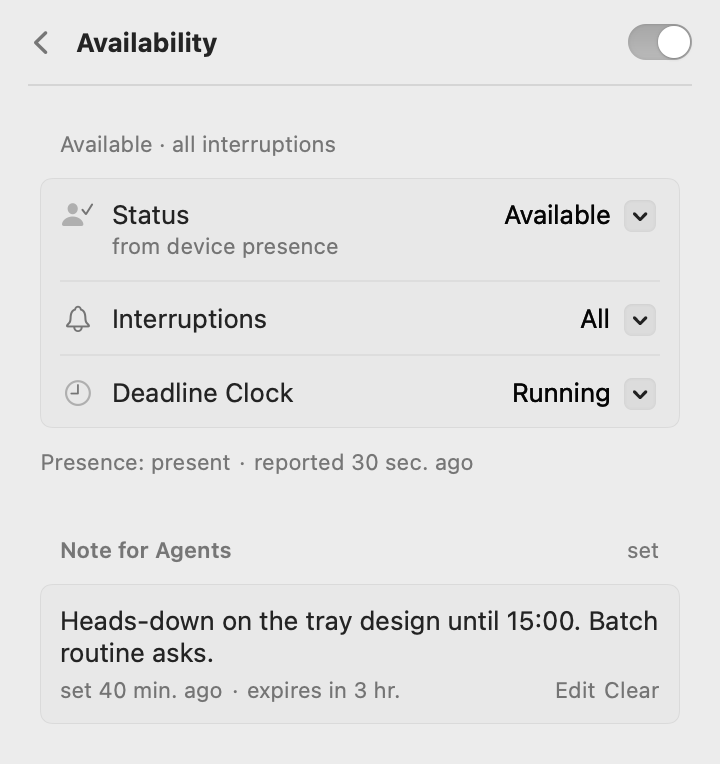 Availability
Available · all interruptions
Status
Available
from device presence
Interruptions
All
Deadline Clock
Running
Presence: present · reported 30 sec. ago
Note for Agents
set
Heads-down on the tray design until 15:00. Batch
routine asks.
set 40 min. ago · expires in 3 hr.
Edit Clear